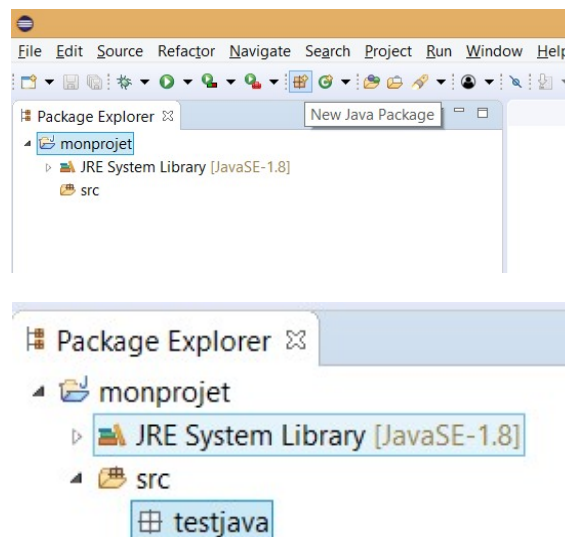 File Edit Source Refactor Navigate Search Project Run Window Help
Package Explorer
New Java Package
monprojet
JRE System Library [JavaSE-1.8]
src
Package Explorer
monprojet
JRE System Library [JavaSE-1.8]
src
testjava